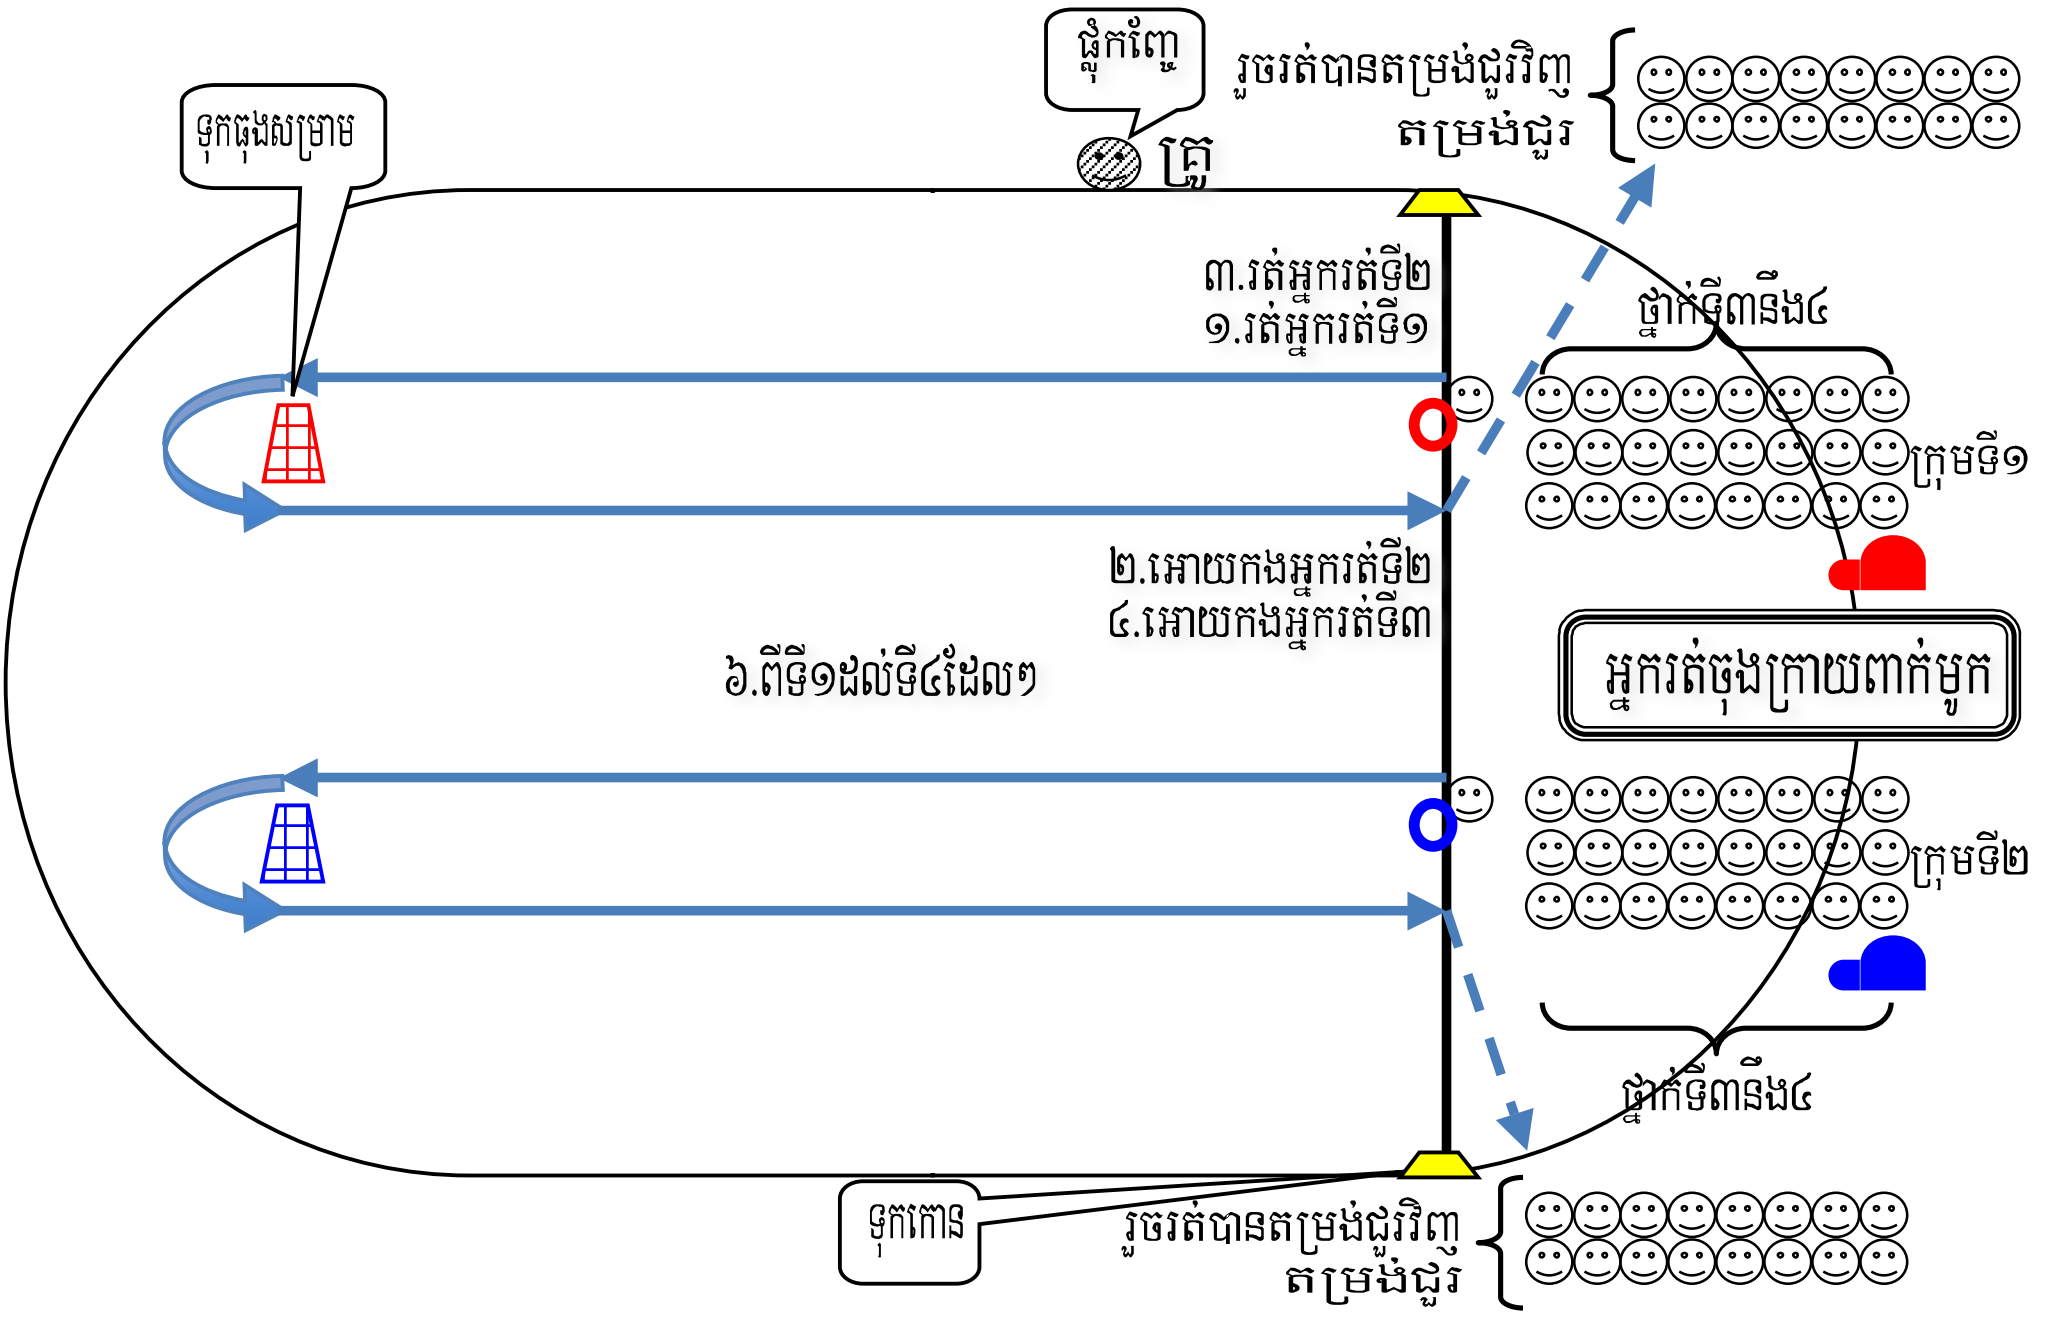 ផ្លុំកញ្ចែ
រួចរត់បានតម្រង់ជួរវិញ
តម្រង់ជួរ
ទុកធុងសម្រាម
គ្រូ
៣.រត់អ្នករត់ទី២
១.រត់អ្នករត់ទី១
ថ្នាក់ទី៣នឹង៤
ក្រុមទី១
២.អោយកងអ្នករត់ទី២
៤.អោយកងអ្នករត់ទី៣
៦.ពីទី១ដល់ទី៤ដែលៗ
អ្នករត់ចុងក្រាយពាក់មូក
ក្រុមទី២
ថ្នាក់ទី៣នឹង៤
ទុកកោន
រួចរត់បានតម្រង់ជួរវិញ
តម្រង់ជួរ